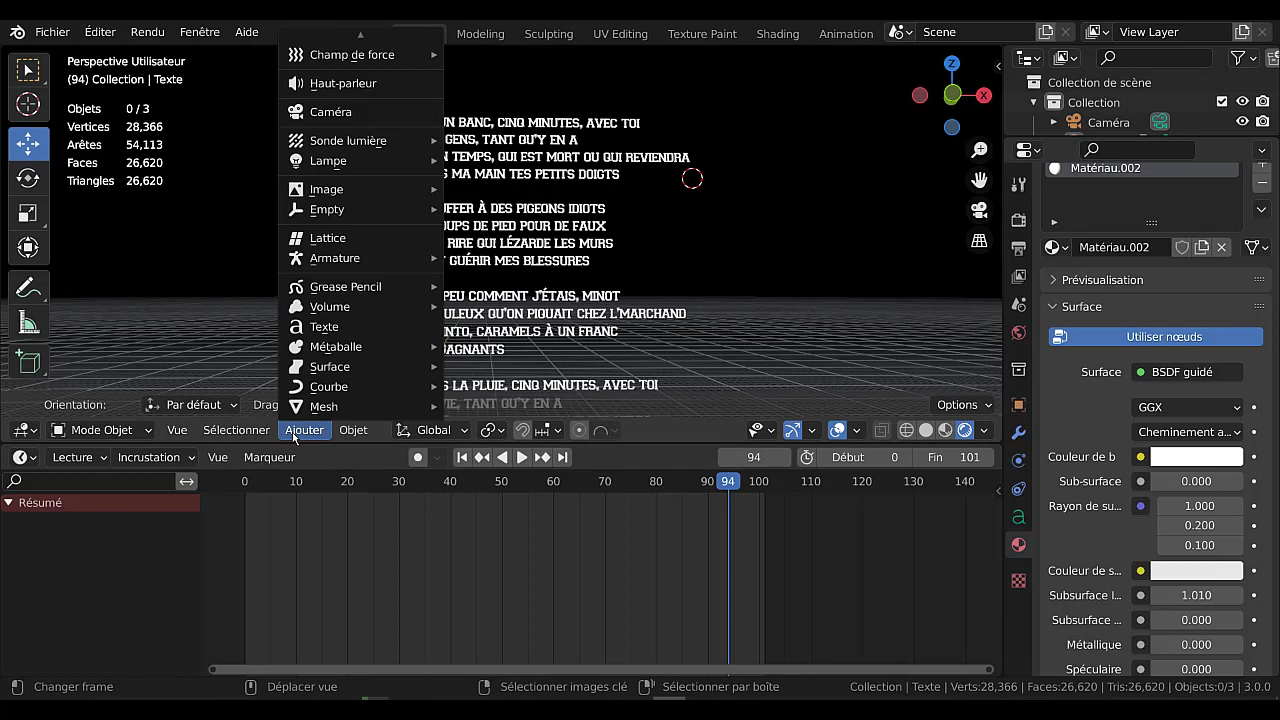 Fichier Éditer Rendu Fenêtre Aide Modeling Sculpting UV Editing Texture Paint Shading Animation Scene View Layer
Perspective Utilisateur
(94) Collection | Texte
Objets 0 / 3
Vertices 28,366
Arêtes 54,113
Faces 26,620
Triangles 26,620
Champ de force
Haut-parleur
Caméra
Sonde lumière
Lampe
Image
Empty
Lattice
Armature
Grease Pencil
Volume
Texte
Métaballe
Surface
Courbe
Mesh
UN BANC, CINQ MINUTES, AVEC TOI
GENS, TANT QU'Y EN A
TEMPS, QUI EST MORT OU QUI REVIENDRA
MA MAIN TES PETITS DOIGTS
À DES PIGEONS IDIOTS
DE PIED POUR DE FAUX
RIRE QUI LÉZARDE LES MURS
GUÉRIR MES BLESSURES
PEU COMMENT J'ÉTAIS, MINOT
QU'ON PIQUAIT CHEZ L'MARCHAND
CARAMELS À UN FRANC
LA PLUIE, CINQ MINUTES, AVEC TOI
VIE, TANT QU'Y EN A
Z
X
Orientation: Par défaut Drag Options
Mode Objet Vue Sélectionner Ajouter Objet Global
Lecture Incrustation Vue Marqueur 94 Début 0 Fin 101
0 10 20 30 40 50 60 70 80 90 94 100 110 120 130 140
Résumé
Collection de scène
Collection
Caméra
Matériau.002
Matériau.002
Prévisualisation
Surface
Utiliser nœuds
Surface BSDF guidé
GGX
Cheminement a...
Couleur de b
Sub-surface 0.000
Rayon de su... 1.000
0.200
0.100
Couleur de s...
Subsurface I... 1.010
Subsurface ... 0.000
Métallique 0.000
Spéculaire 0.000
Changer frame Déplacer vue Sélectionner images clé Sélectionner par boîte Collection | Texte | Verts:28,366 | Faces:26,620 | Tris:26,620 | Objects:0/3 | 3.0.0